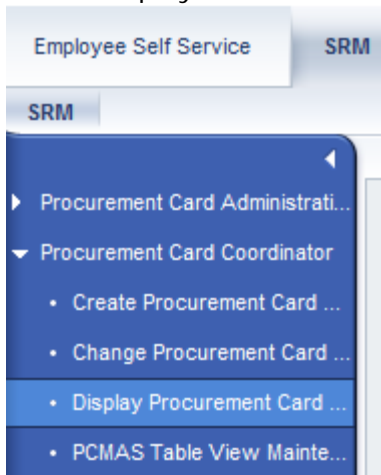 Employee Self Service SRM
SRM
Procurement Card Administrati...
Procurement Card Coordinator
Create Procurement Card ...
Change Procurement Card ...
Display Procurement Card ...
PCMAS Table View Mainte...